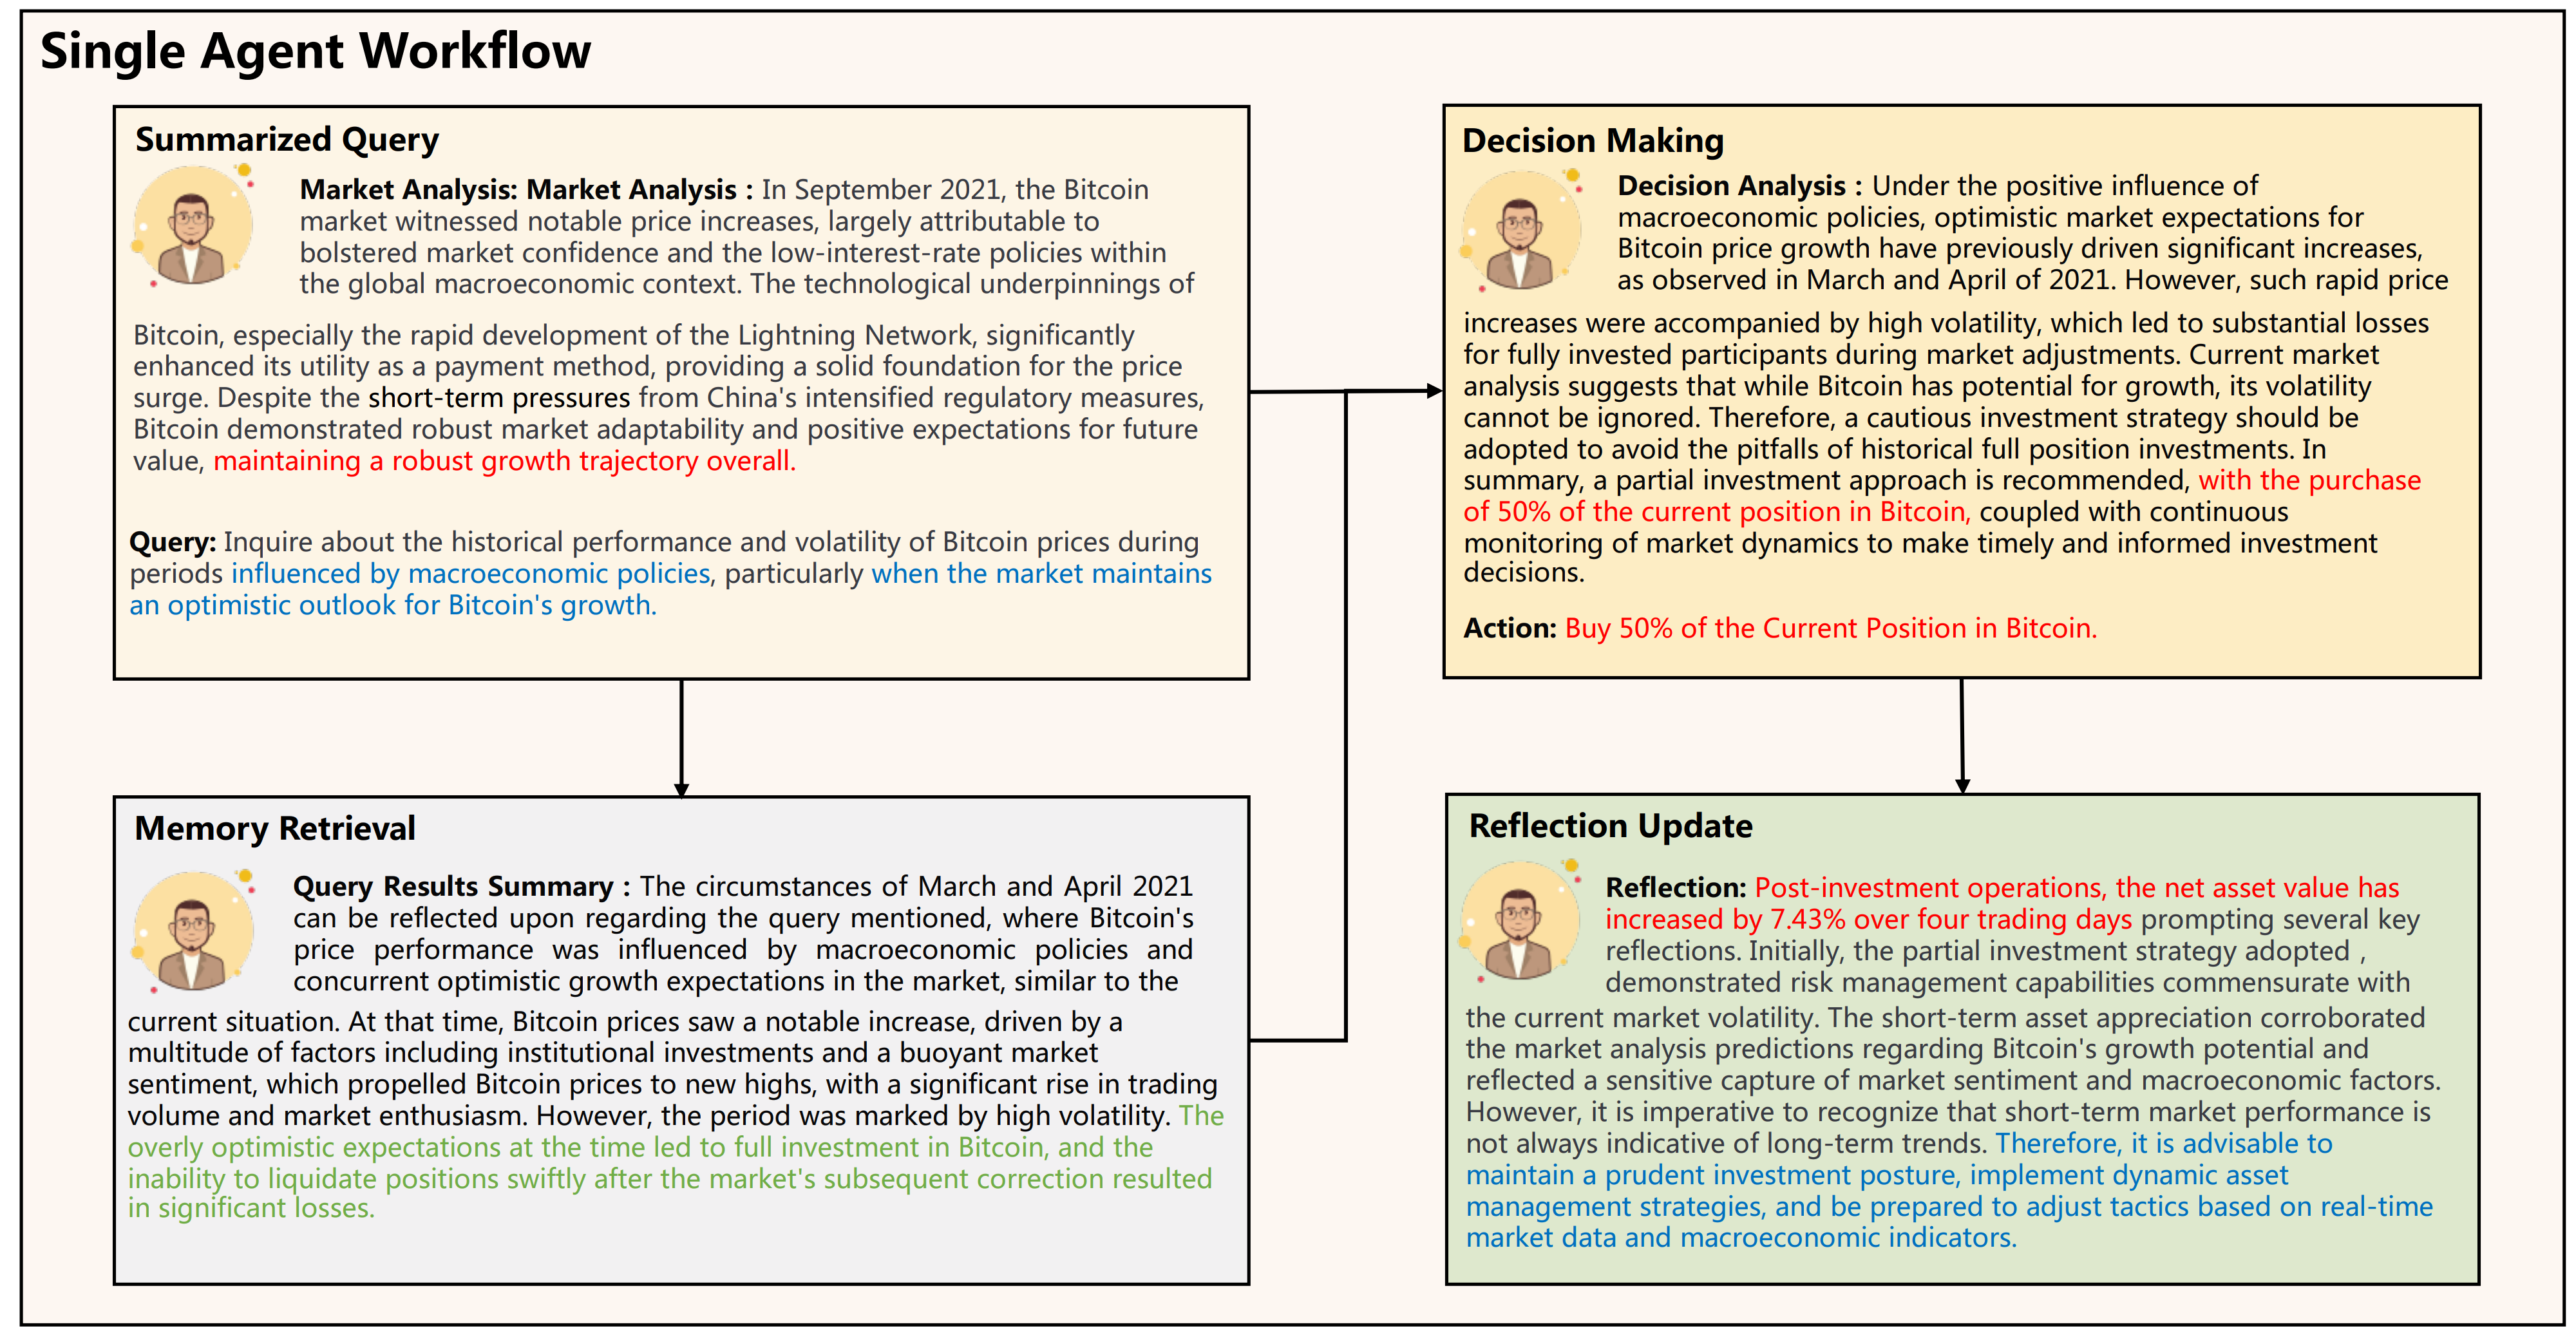 Single Agent Workflow
Summarized Query
Market Analysis: Market Analysis : In September 2021, the Bitcoin
market witnessed notable price increases, largely attributable to
bolstered market confidence and the low-interest-rate policies within
the global macroeconomic context. The technological underpinnings of
Bitcoin, especially the rapid development of the Lightning Network, significantly
enhanced its utility as a payment method, providing a solid foundation for the price
surge. Despite the short-term pressures from China's intensified regulatory measures,
Bitcoin demonstrated robust market adaptability and positive expectations for future
value, maintaining a robust growth trajectory overall.
Query: Inquire about the historical performance and volatility of Bitcoin prices during
periods influenced by macroeconomic policies, particularly when the market maintains
an optimistic outlook for Bitcoin's growth.
Memory Retrieval
Query Results Summary : The circumstances of March and April 2021
can be reflected upon regarding the query mentioned, where Bitcoin's
price performance was influenced by macroeconomic policies and
concurrent optimistic growth expectations in the market, similar to the
current situation. At that time, Bitcoin prices saw a notable increase, driven by a
multitude of factors including institutional investments and a buoyant market
sentiment, which propelled Bitcoin prices to new highs, with a significant rise in trading
volume and market enthusiasm. However, the period was marked by high volatility. The
overly optimistic expectations at the time led to full investment in Bitcoin, and the
inability to liquidate positions swiftly after the market's subsequent correction resulted
in significant losses.
Decision Making
Decision Analysis : Under the positive influence of
macroeconomic policies, optimistic market expectations for
Bitcoin price growth have previously driven significant increases,
as observed in March and April of 2021. However, such rapid price
increases were accompanied by high volatility, which led to substantial losses
for fully invested participants during market adjustments. Current market
analysis suggests that while Bitcoin has potential for growth, its volatility
cannot be ignored. Therefore, a cautious investment strategy should be
adopted to avoid the pitfalls of historical full position investments. In
summary, a partial investment approach is recommended, with the purchase
of 50% of the current position in Bitcoin, coupled with continuous
monitoring of market dynamics to make timely and informed investment
decisions.
Action: Buy 50% of the Current Position in Bitcoin.
Reflection Update
Reflection: Post-investment operations, the net asset value has
increased by 7.43% over four trading days prompting several key
reflections. Initially, the partial investment strategy adopted ,
demonstrated risk management capabilities commensurate with
the current market volatility. The short-term asset appreciation corroborated
the market analysis predictions regarding Bitcoin's growth potential and
reflected a sensitive capture of market sentiment and macroeconomic factors.
However, it is imperative to recognize that short-term market performance is
not always indicative of long-term trends. Therefore, it is advisable to
maintain a prudent investment posture, implement dynamic asset
management strategies, and be prepared to adjust tactics based on real-time
market data and macroeconomic indicators.